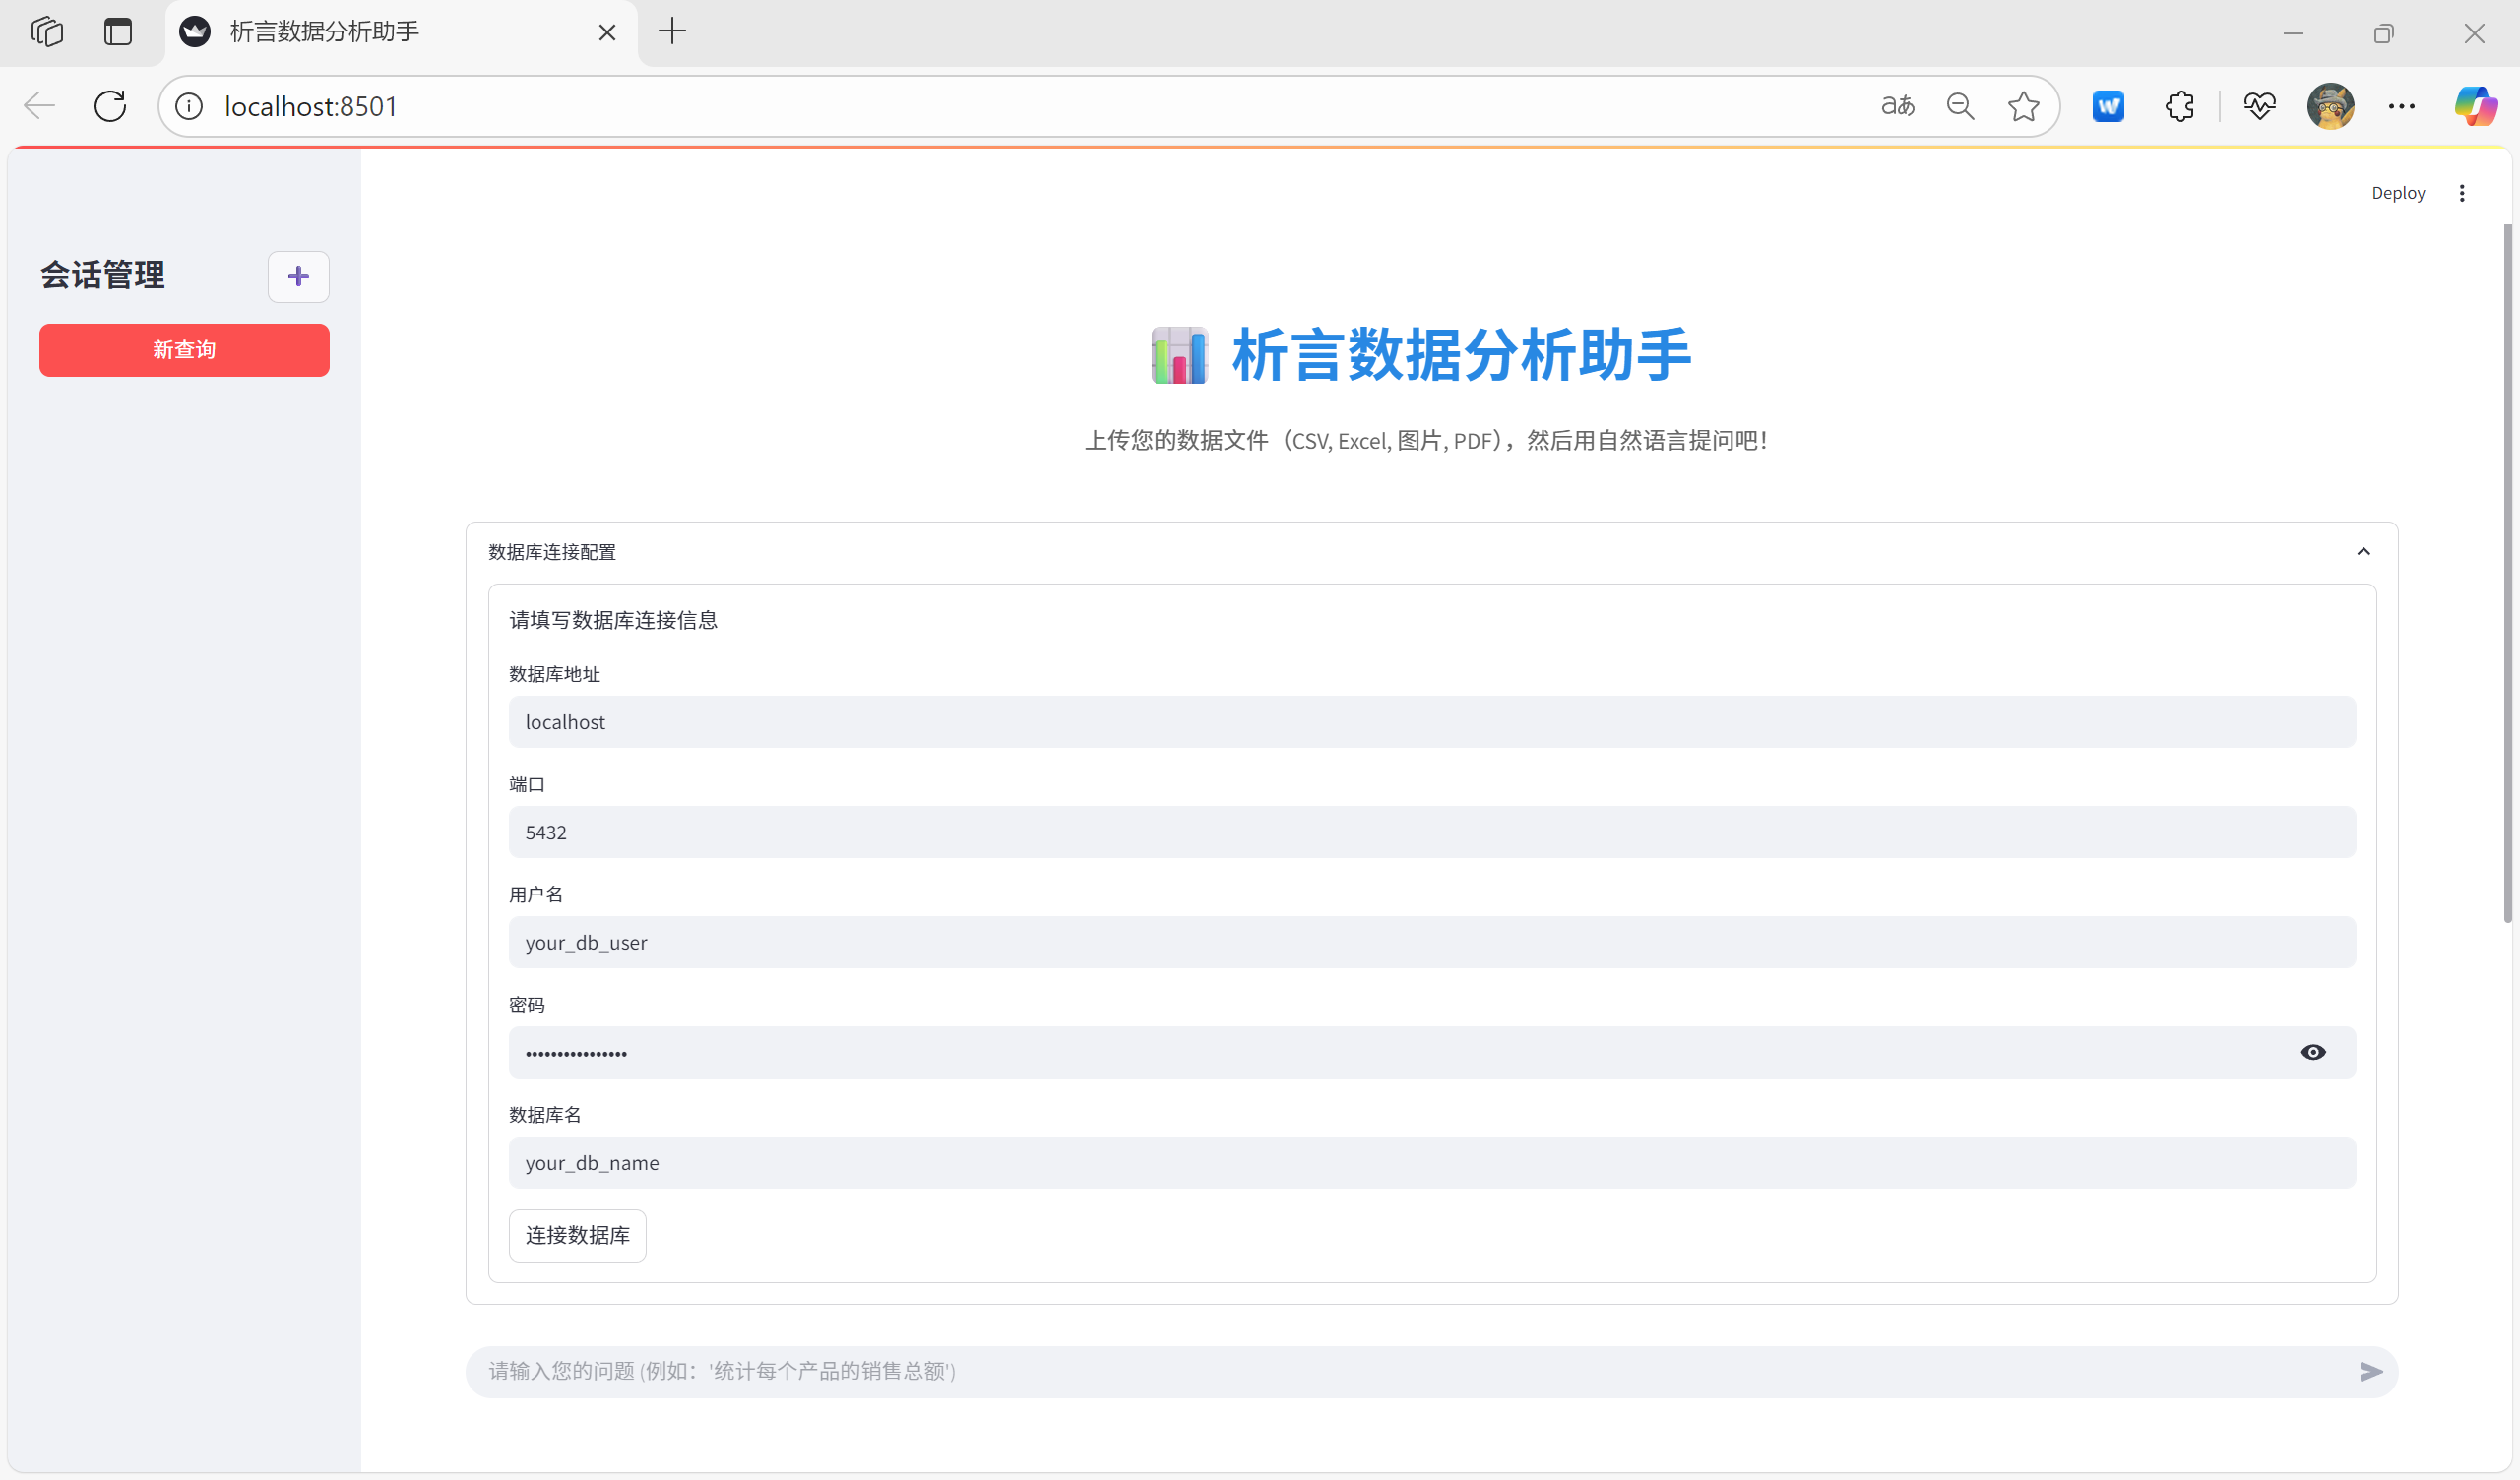 析言数据分析助手
localhost:8501
aあ
Deploy
会话管理
新查询
析言数据分析助手
上传您的数据文件（CSV, Excel, 图片, PDF），然后用自然语言提问吧！
数据库连接配置
请填写数据库连接信息
数据库地址
localhost
端口
5432
用户名
your_db_user
密码
••••••••••••••••
数据库名
your_db_name
连接数据库
请输入您的问题 (例如：'统计每个产品的销售总额')